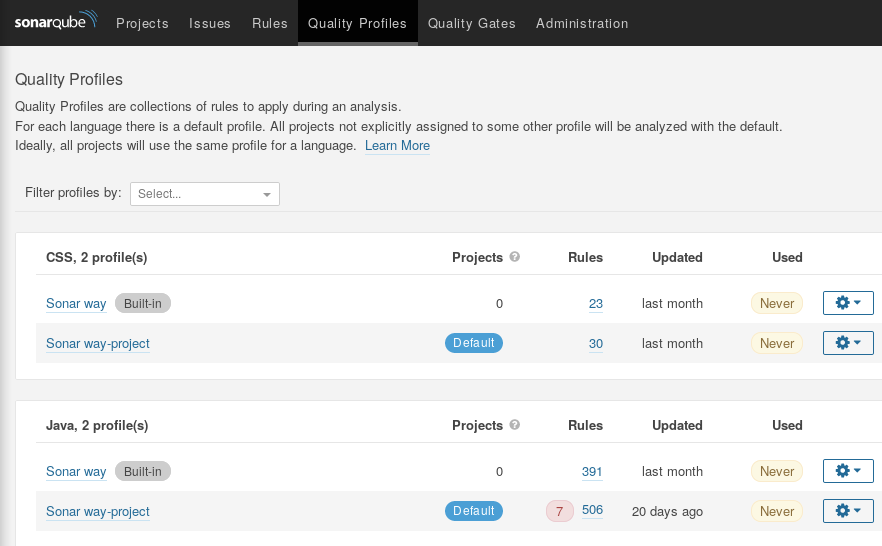 sonarqube Projects Issues Rules Quality Profiles Quality Gates Administration
Quality Profiles
Quality Profiles are collections of rules to apply during an analysis.
For each language there is a default profile. All projects not explicitly assigned to some other profile will be analyzed with the default.
Ideally, all projects will use the same profile for a language. Learn More
Filter profiles by: Select...
CSS, 2 profile(s) Projects ? Rules Updated Used
Sonar way Built-in 0 23 last month Never
Sonar way-project Default 30 last month Never
Java, 2 profile(s) Projects ? Rules Updated Used
Sonar way Built-in 0 391 last month Never
Sonar way-project Default 7 506 20 days ago Never